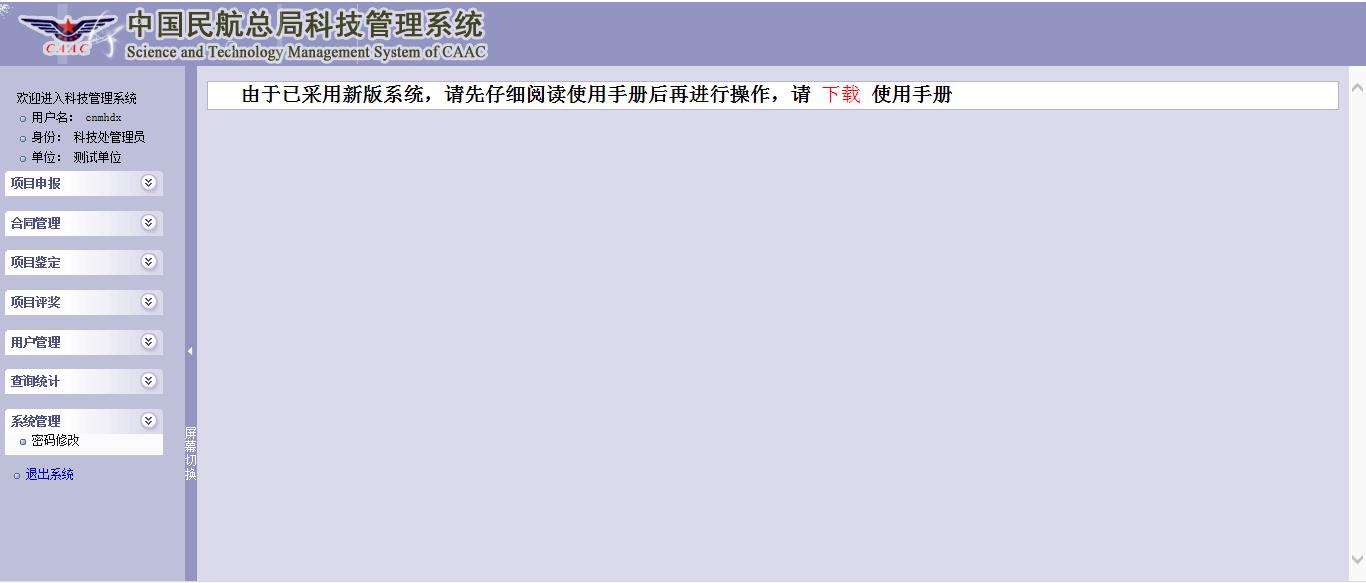 中国民航总局科技管理系统
CAAC
Science and Technology Management System of CAAC
欢迎进入科技管理系统
用户名： cnmhdx
身份： 科技处管理员
单位： 测试单位
项目申报
合同管理
项目鉴定
项目评奖
用户管理
查询统计
系统管理
密码修改
退出系统
屏幕切换
由于已采用新版系统，请先仔细阅读使用手册后再进行操作，请 下载 使用手册